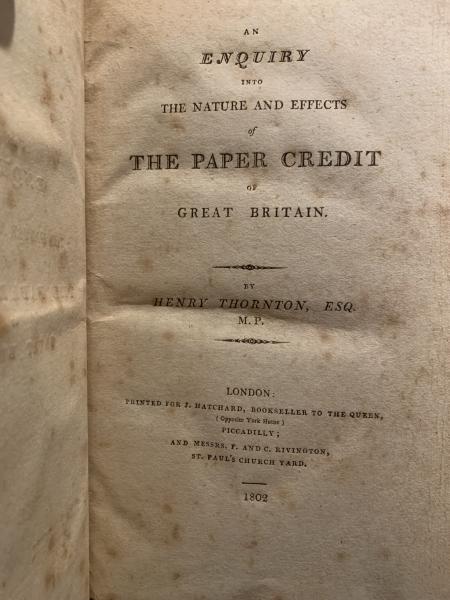 AN
ENQUIRY
INTO
THE NATURE AND EFFECTS
of
THE PAPER CREDIT
OF
GREAT BRITAIN.
BY
HENRY THORNTON, ESQ.
M. P.
LONDON:
PRINTED FOR J. HATCHARD, BOOKSELLER TO THE QUEEN,
( Opposite York House )
PICCADILLY;
AND MESSRS. F. AND C. RIVINGTON,
ST. PAUL'S CHURCH YARD.
1802